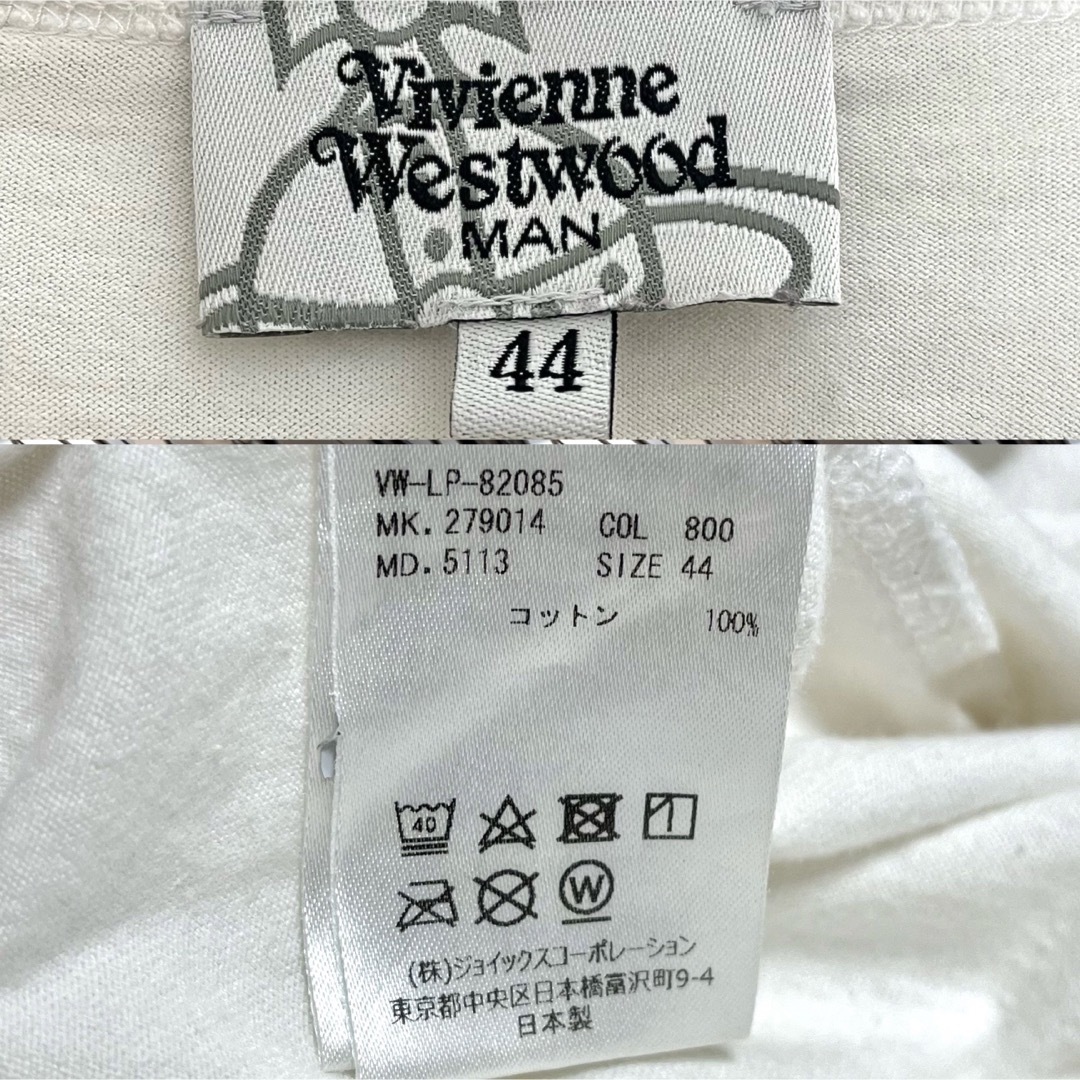 Vivienne
Westwood
MAN
44
VW-LP-82085
MK. 279014 COL 800
MD. 5113 SIZE 44
コットン 100%
40
W
(株)ジョイックスコーポレーション
東京都中央区日本橋富沢町9-4
日本製